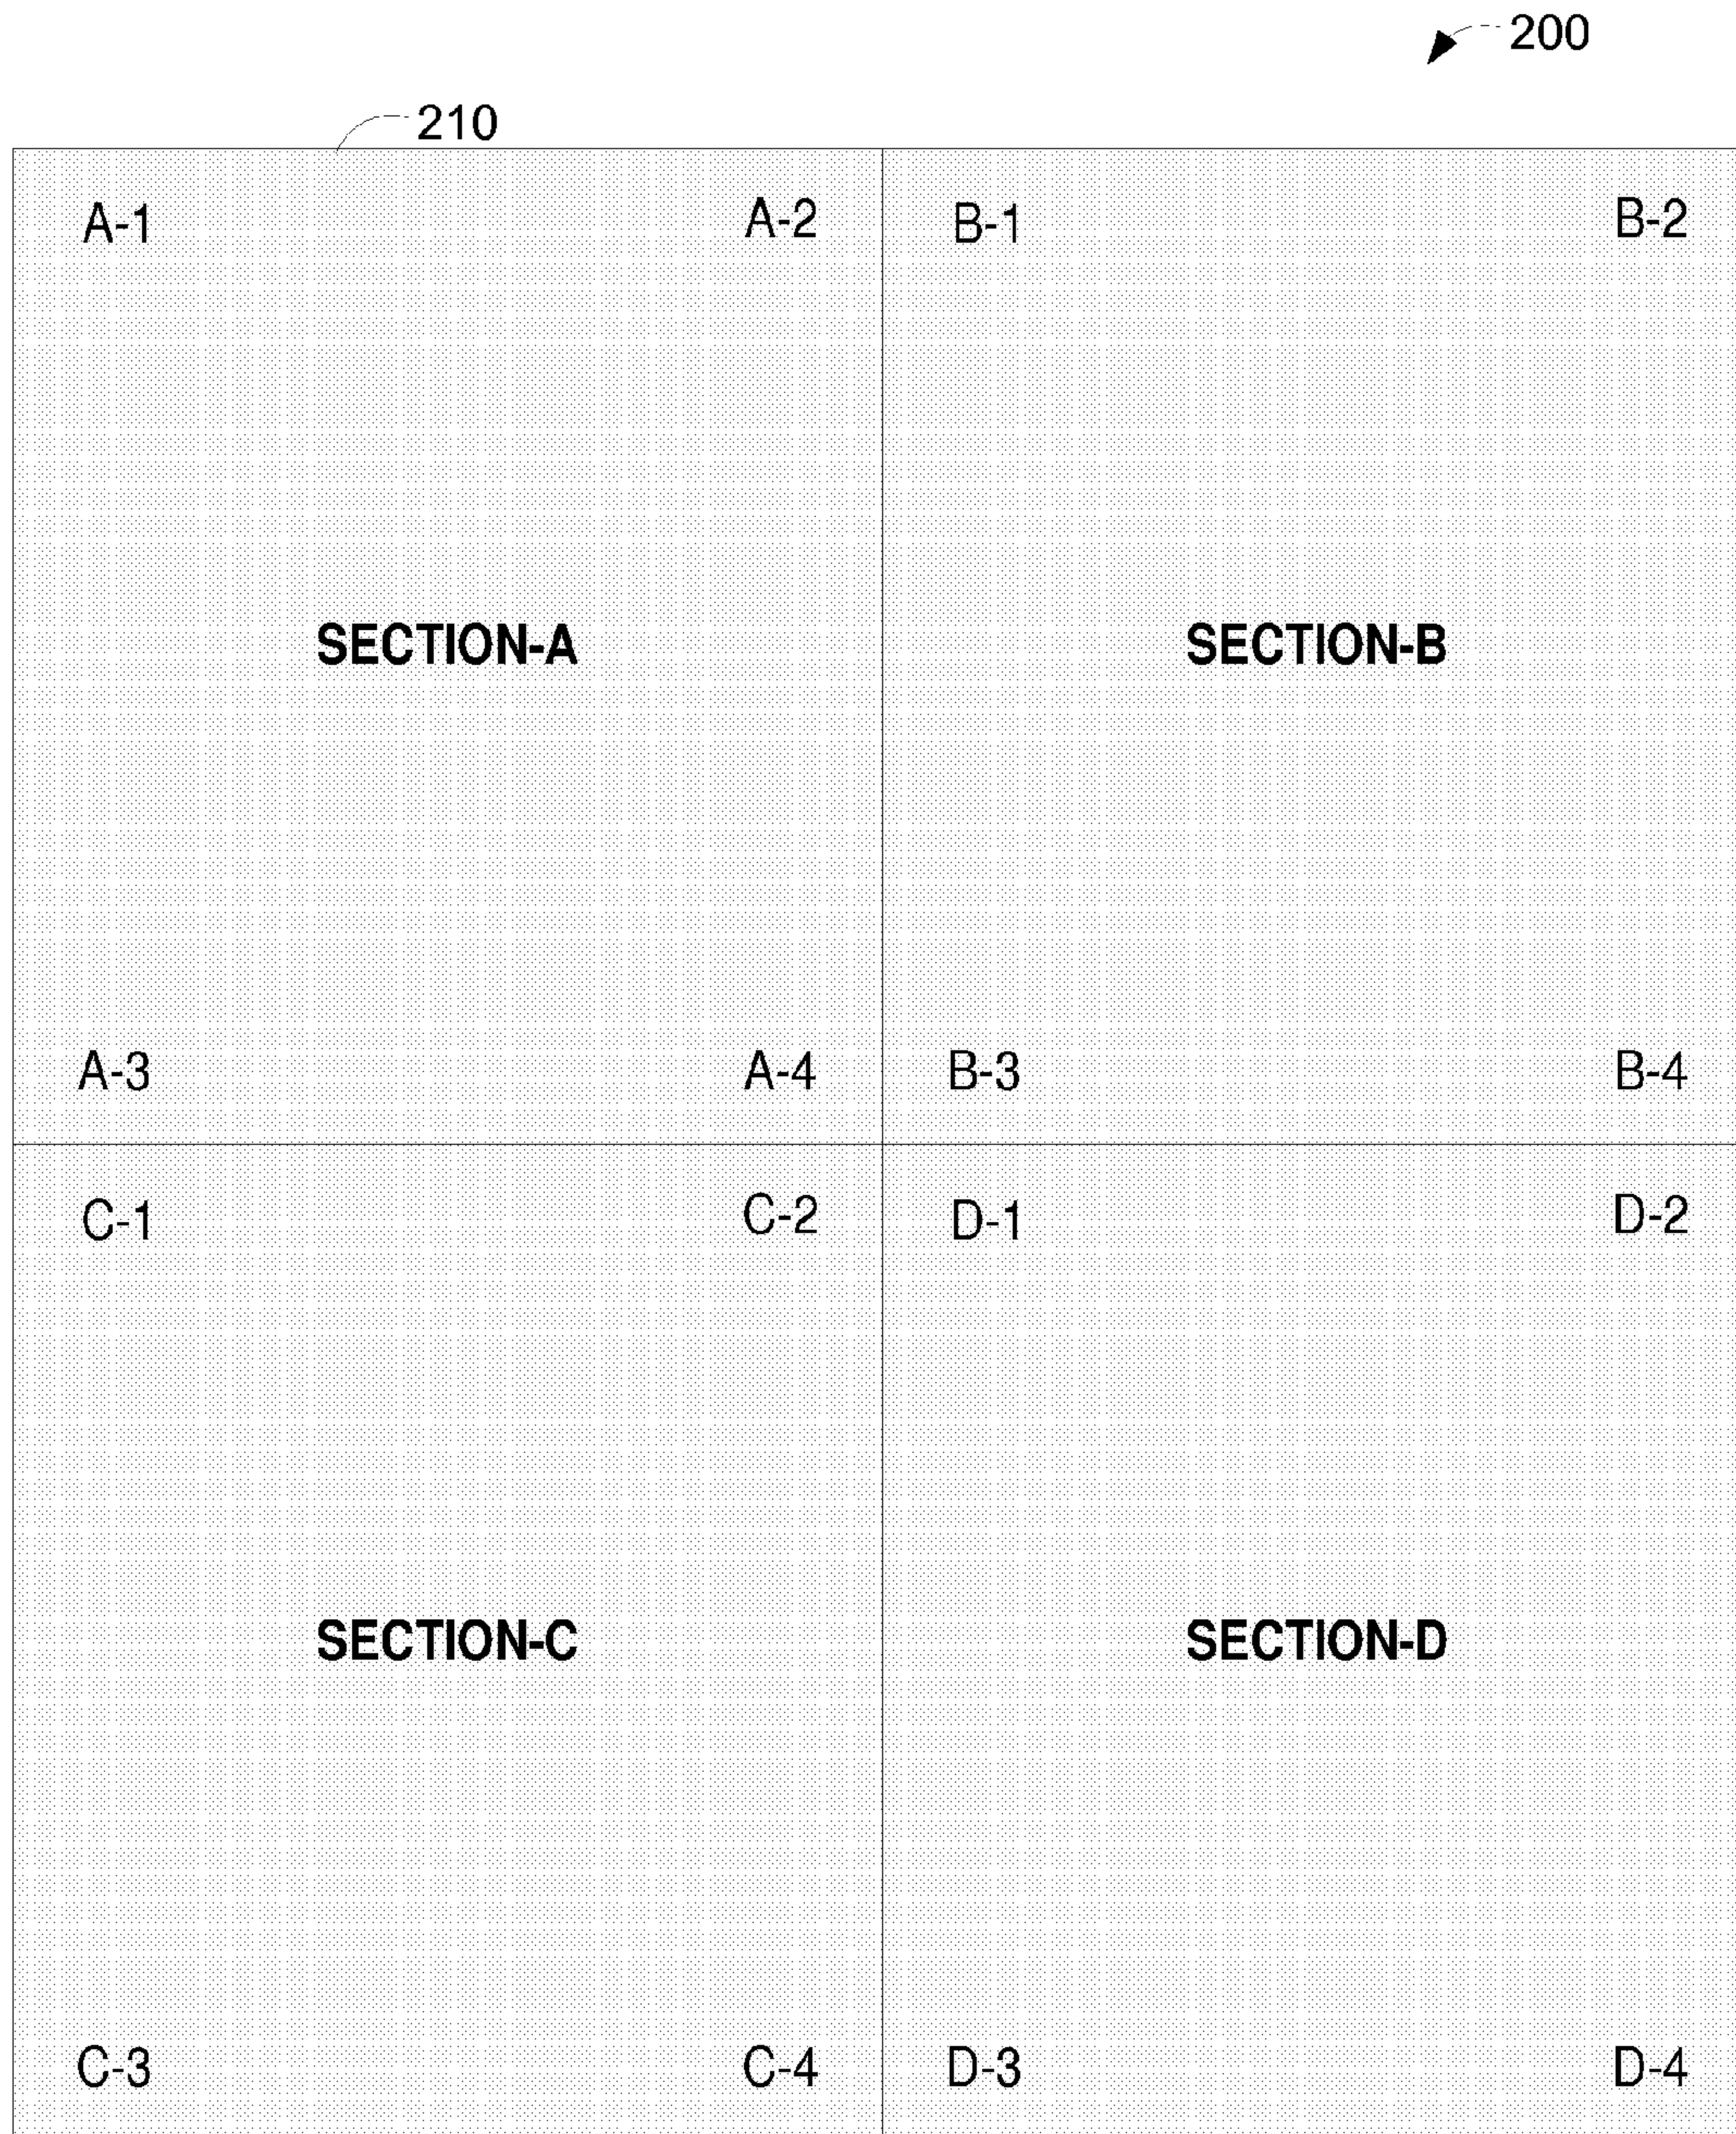 200
210
A-1 A-2 B-1 B-2
SECTION-A SECTION-B
A-3 A-4 B-3 B-4
C-1 C-2 D-1 D-2
SECTION-C SECTION-D
C-3 C-4 D-3 D-4